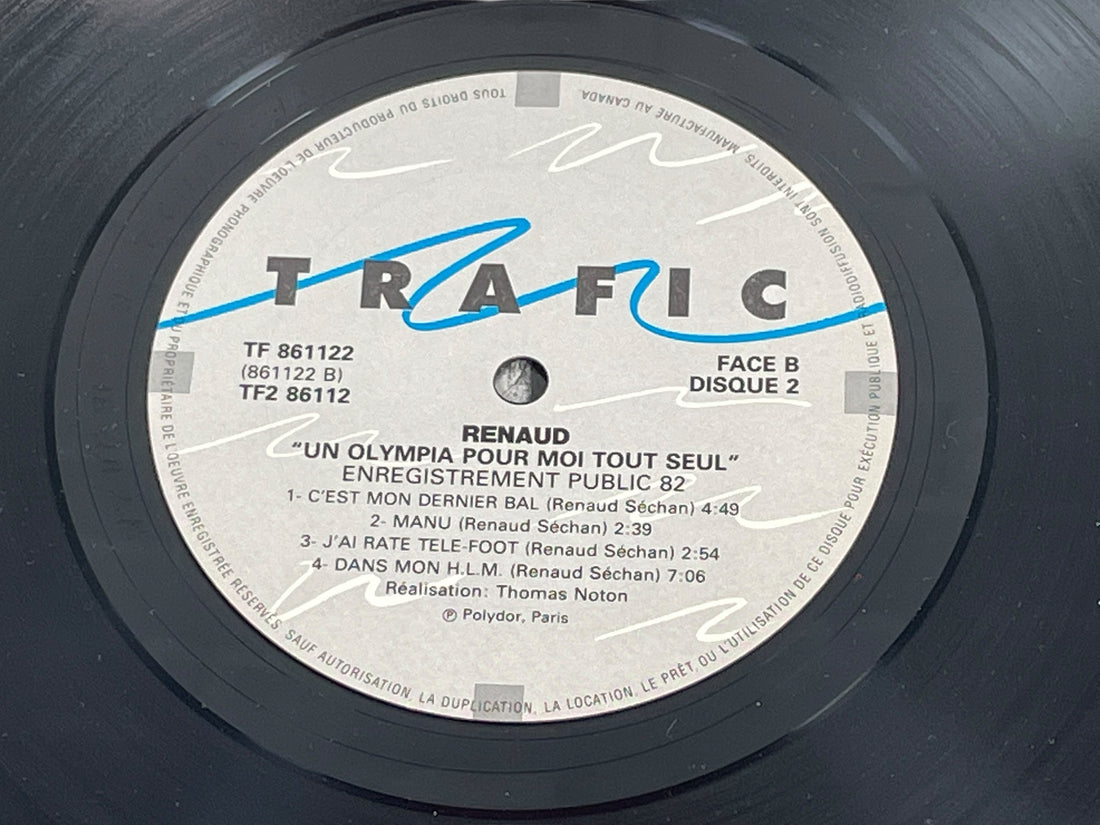 TRAFIC
TF 861122
(861122 B)
TF2 86112
FACE B
DISQUE 2
RENAUD
"UN OLYMPIA POUR MOI TOUT SEUL"
ENREGISTREMENT PUBLIC 82
1- C'EST MON DERNIER BAL (Renaud Séchan) 4:49
2- MANU (Renaud Séchan) 2:39
3- J'AI RATE TELE-FOOT (Renaud Séchan) 2:54
4- DANS MON H.L.M. (Renaud Séchan) 7:06
Réalisation: Thomas Noton
℗ Polydor, Paris
TOUS DROITS DU PRODUCTEUR DE L'OEUVRE PHONOGRAPHIQUE ET DU PROPRIÉTAIRE DE L'OEUVRE ENREGISTRÉE RÉSERVÉS, SAUF AUTORISATION, LA DUPLICATION, LA LOCATION, LE PRÊT, OU L'UTILISATION DE CE DISQUE POUR EXÉCUTION PUBLIQUE ET RADIODIFFUSION SONT INTERDITS, MANUFACTURE AU CANADA.